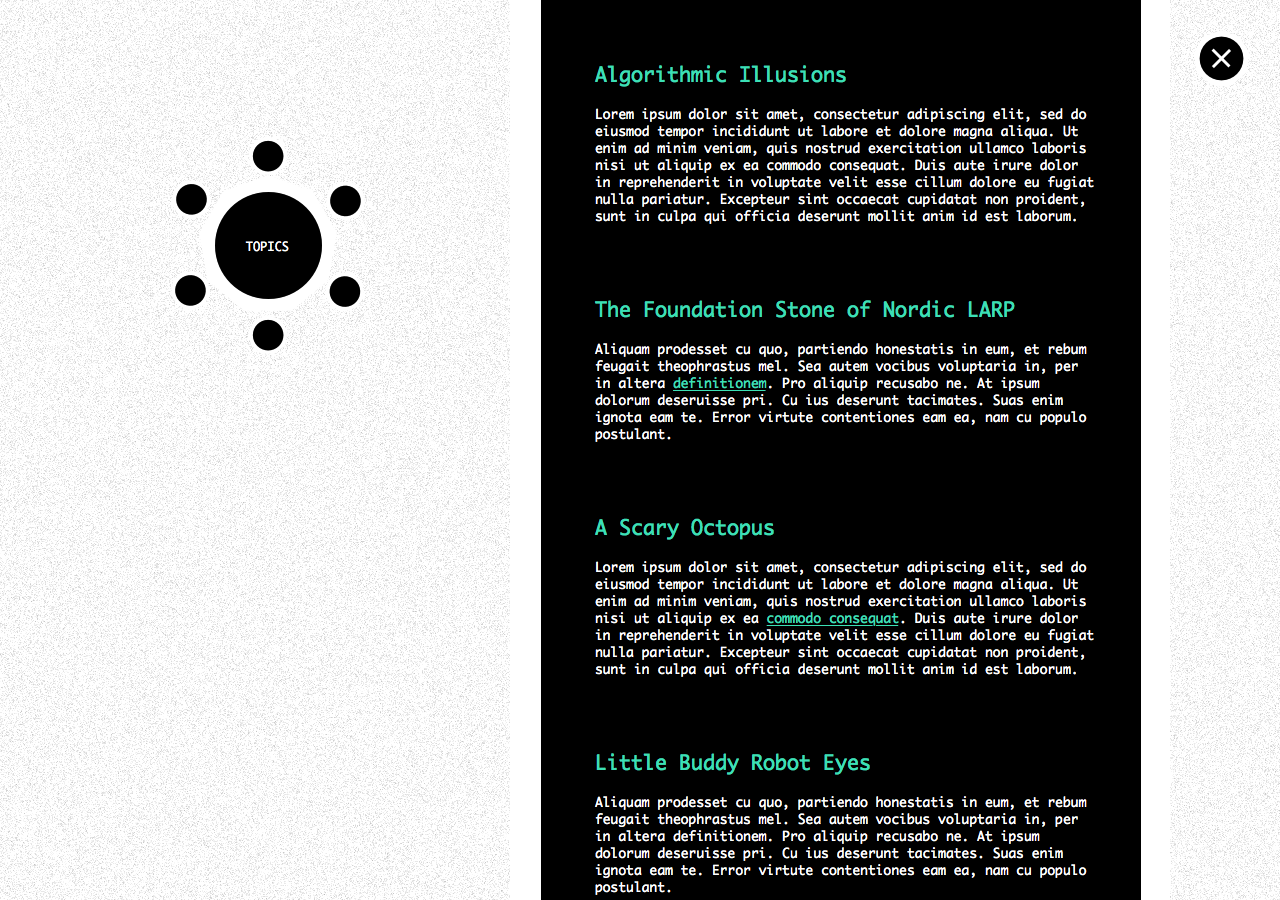 TOPICS
Algorithmic Illusions
Lorem ipsum dolor sit amet, consectetur adipiscing elit, sed do
eiusmod tempor incididunt ut labore et dolore magna aliqua. Ut
enim ad minim veniam, quis nostrud exercitation ullamco laboris
nisi ut aliquip ex ea commodo consequat. Duis aute irure dolor
in reprehenderit in voluptate velit esse cillum dolore eu fugiat
nulla pariatur. Excepteur sint occaecat cupidatat non proident,
sunt in culpa qui officia deserunt mollit anim id est laborum.
The Foundation Stone of Nordic LARP
Aliquam prodesset cu quo, partiendo honestatis in eum, et rebum
feugait theophrastus mel. Sea autem vocibus voluptaria in, per
in altera definitionem. Pro aliquip recusabo ne. At ipsum
dolorum deseruisse pri. Cu ius deserunt tacimates. Suas enim
ignota eam te. Error virtute contentiones eam ea, nam cu populo
postulant.
A Scary Octopus
Lorem ipsum dolor sit amet, consectetur adipiscing elit, sed do
eiusmod tempor incididunt ut labore et dolore magna aliqua. Ut
enim ad minim veniam, quis nostrud exercitation ullamco laboris
nisi ut aliquip ex ea commodo consequat. Duis aute irure dolor
in reprehenderit in voluptate velit esse cillum dolore eu fugiat
nulla pariatur. Excepteur sint occaecat cupidatat non proident,
sunt in culpa qui officia deserunt mollit anim id est laborum.
Little Buddy Robot Eyes
Aliquam prodesset cu quo, partiendo honestatis in eum, et rebum
feugait theophrastus mel. Sea autem vocibus voluptaria in, per
in altera definitionem. Pro aliquip recusabo ne. At ipsum
dolorum deseruisse pri. Cu ius deserunt tacimates. Suas enim
ignota eam te. Error virtute contentiones eam ea, nam cu populo
postulant.